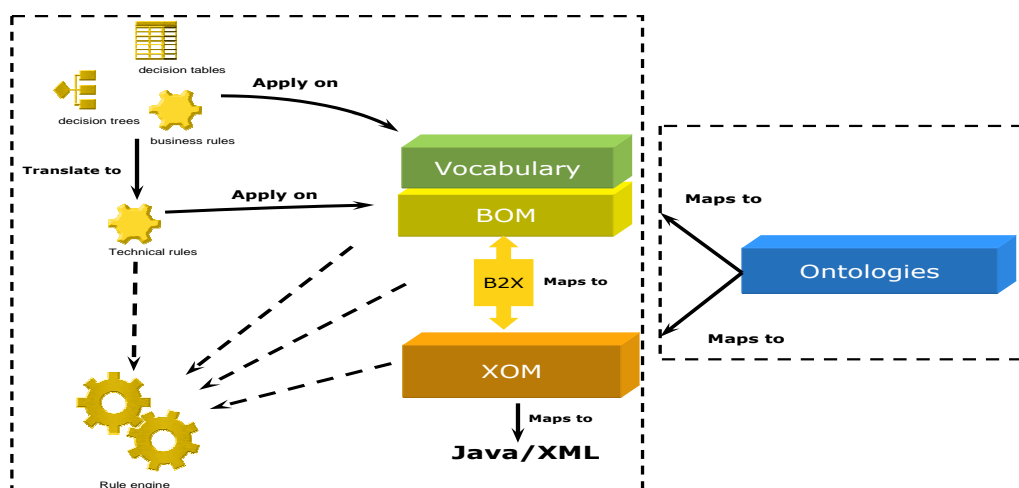 decision tables
Apply on
decision trees
business rules
Vocabulary
Translate to
Apply on
BOM
Maps to
Technical rules
Ontologies
B2X
Maps to
Maps to
XOM
Maps to
Java/XML
Rule engine